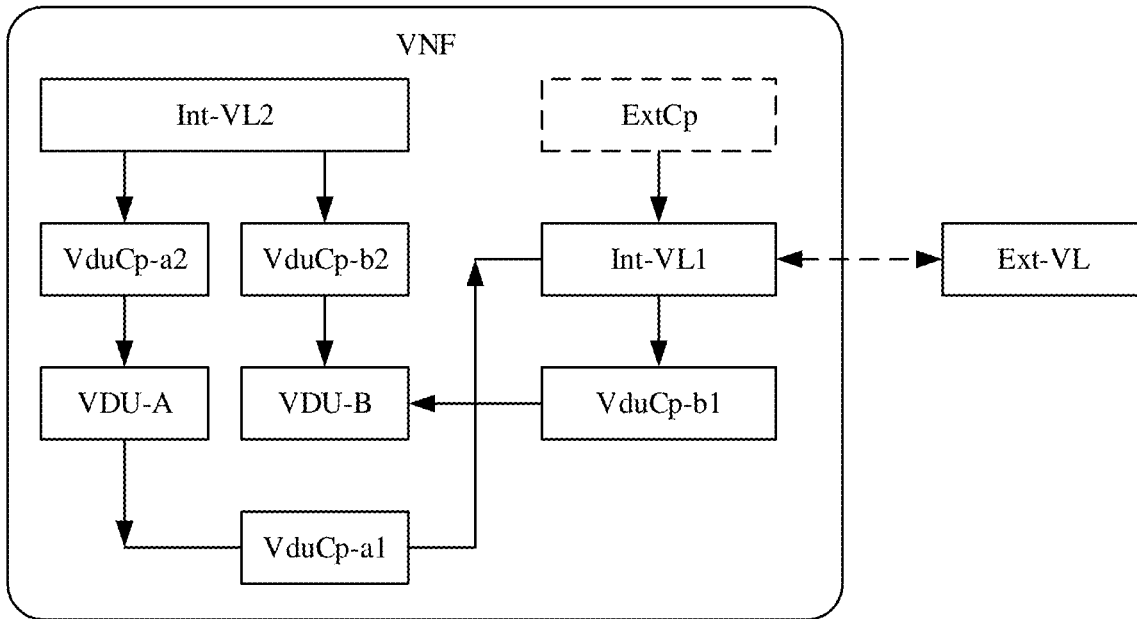 VNF
Int-VL2
ExtCp
VduCp-a2
VduCp-b2
Int-VL1
Ext-VL
VDU-A
VDU-B
VduCp-b1
VduCp-a1